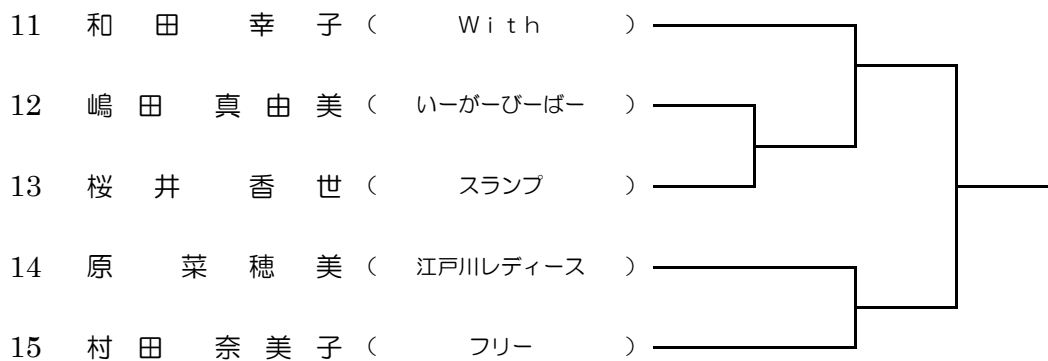 11 和田 幸子 ( With )
12 嶋田 真由美 ( いーがーびーばー )
13 桜井 香世 ( スランプ )
14 原 菜穂美 ( 江戸川レディース )
15 村田 奈美子 ( フリー )